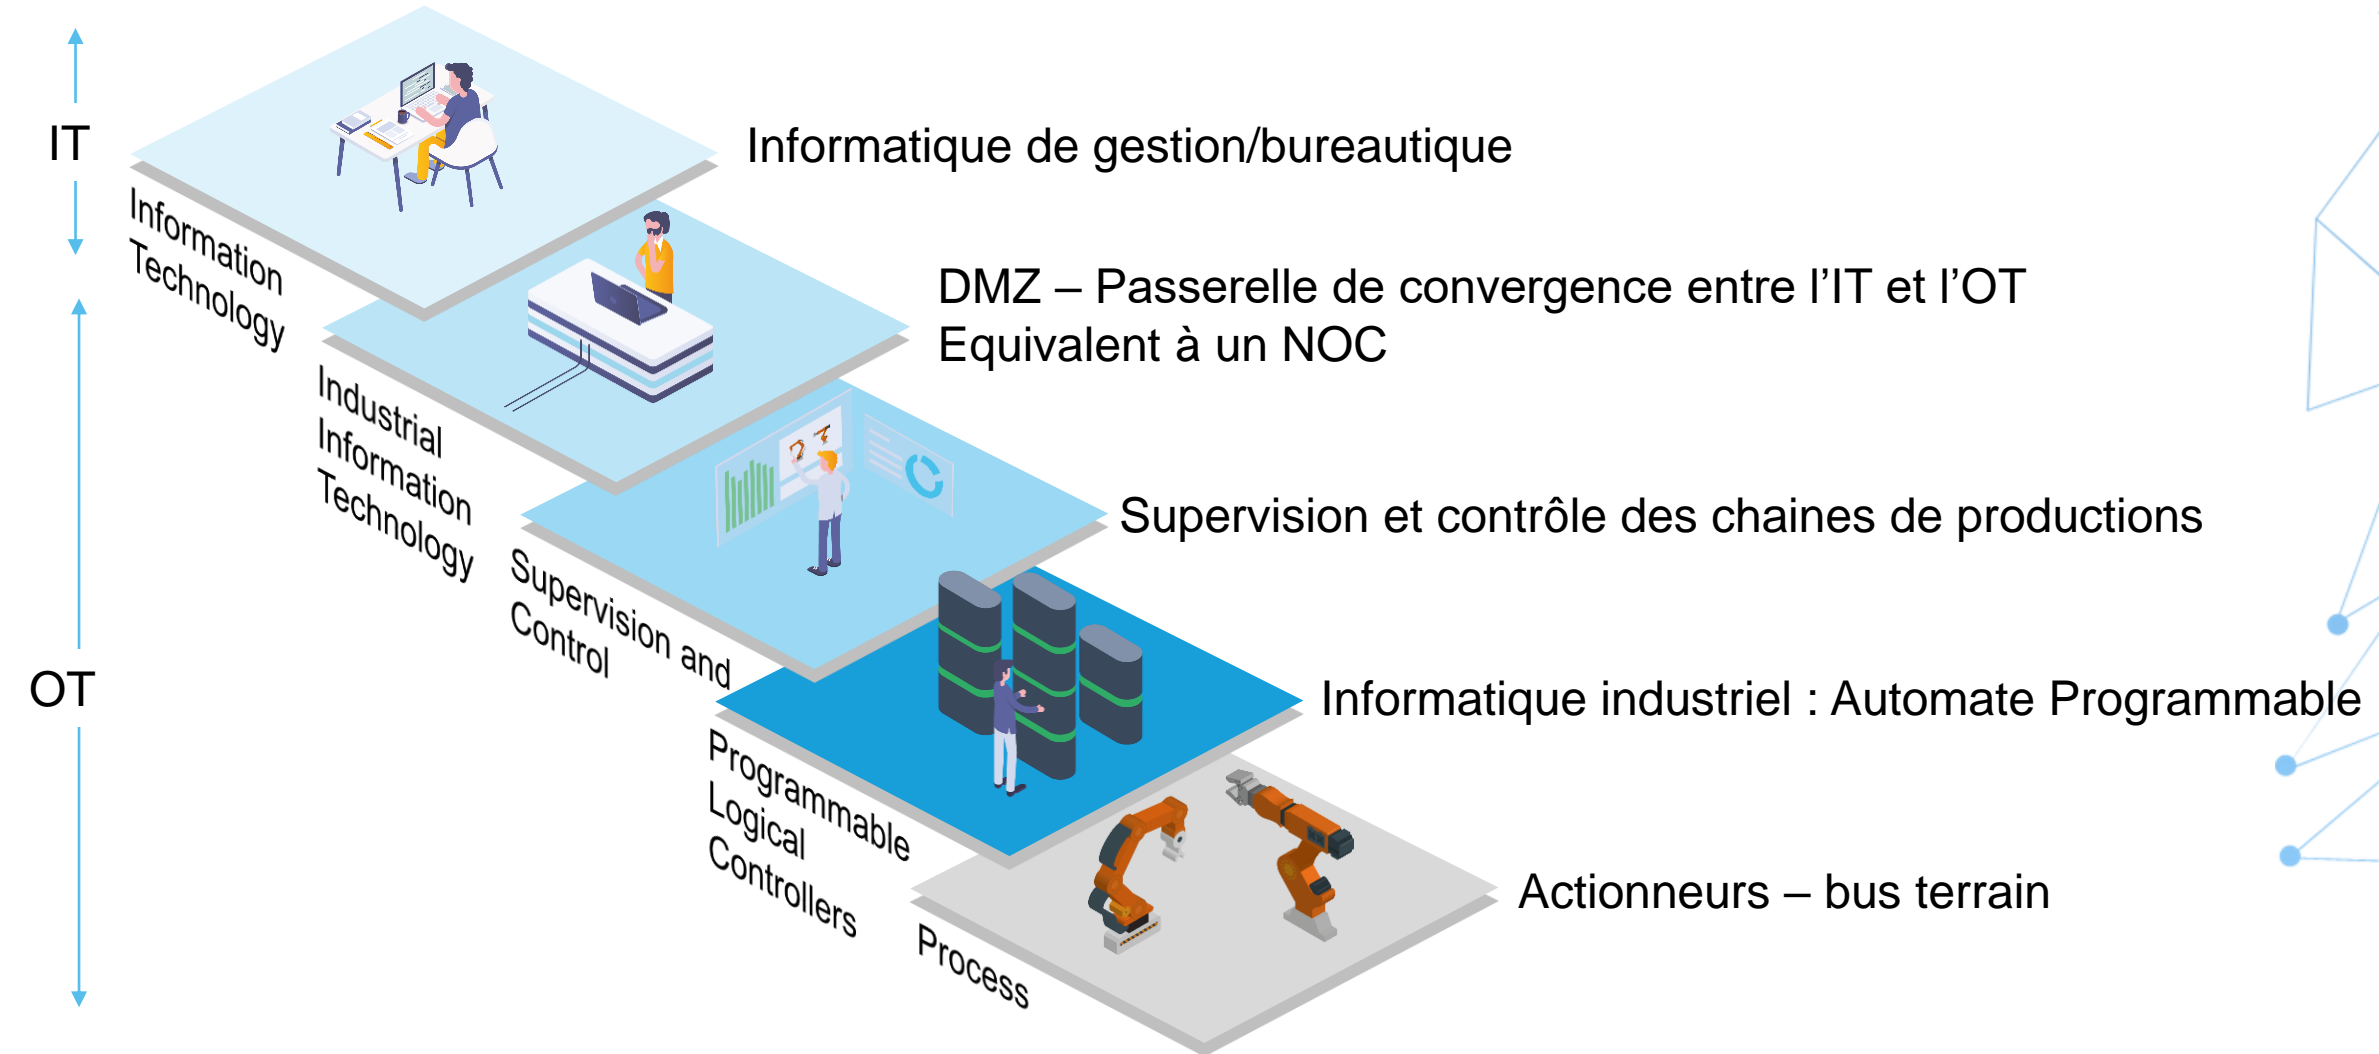 IT
Informatique de gestion/bureautique
Information
Technology
DMZ – Passerelle de convergence entre l’IT et l’OT
Equivalent à un NOC
Industrial
Information
Technology
Supervision et contrôle des chaines de productions
Supervision and
Control
OT
Informatique industriel : Automate Programmable
Programmable
Logical
Controllers
Actionneurs – bus terrain
Process